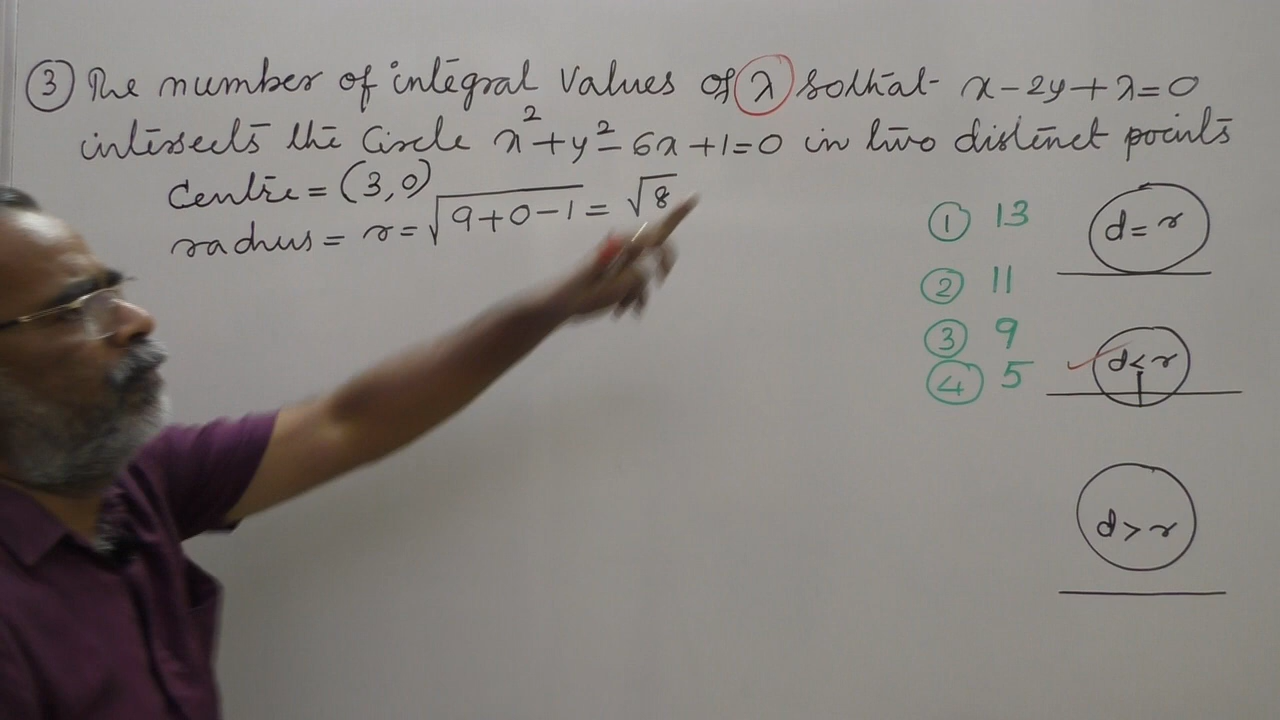 ③ The number of integral values of λ so that x-2y+λ=0
intersects the circle x²+y²-6x+1=0 in two distinct points
centre = (3,0)
radius = r = √9+0-1 = √8
① 13
② 11
③ 9
④ 5
d = r
d < r
d > r